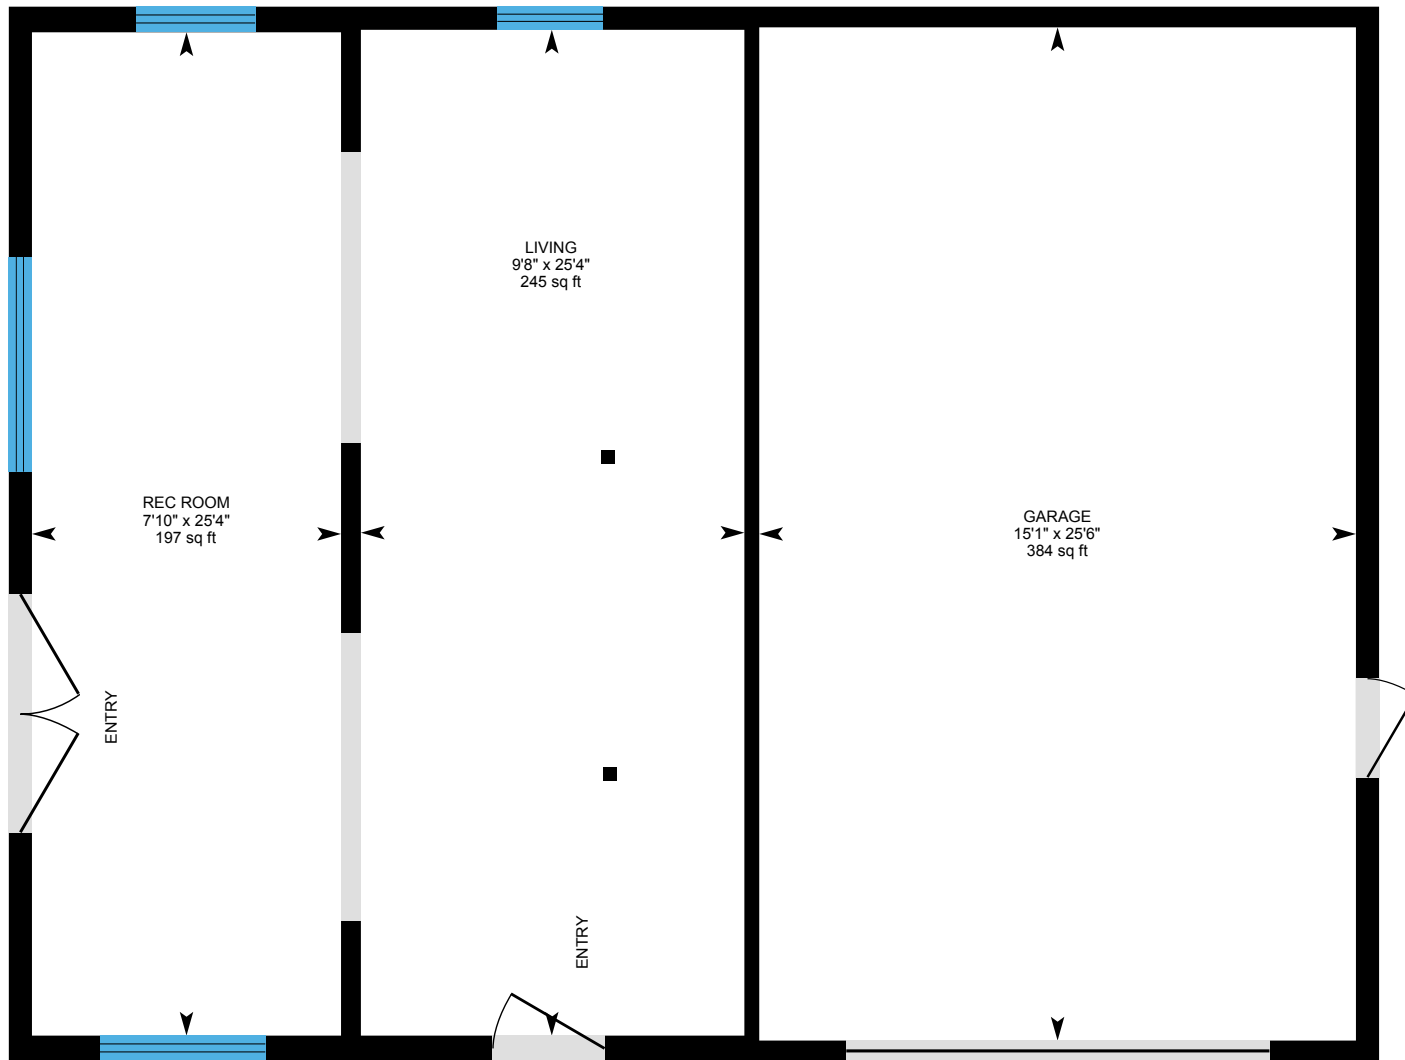 LIVING
9'8" x 25'4"
245 sq ft
REC ROOM
7'10" x 25'4"
197 sq ft
GARAGE
15'1" x 25'6"
384 sq ft
ENTRY
ENTRY